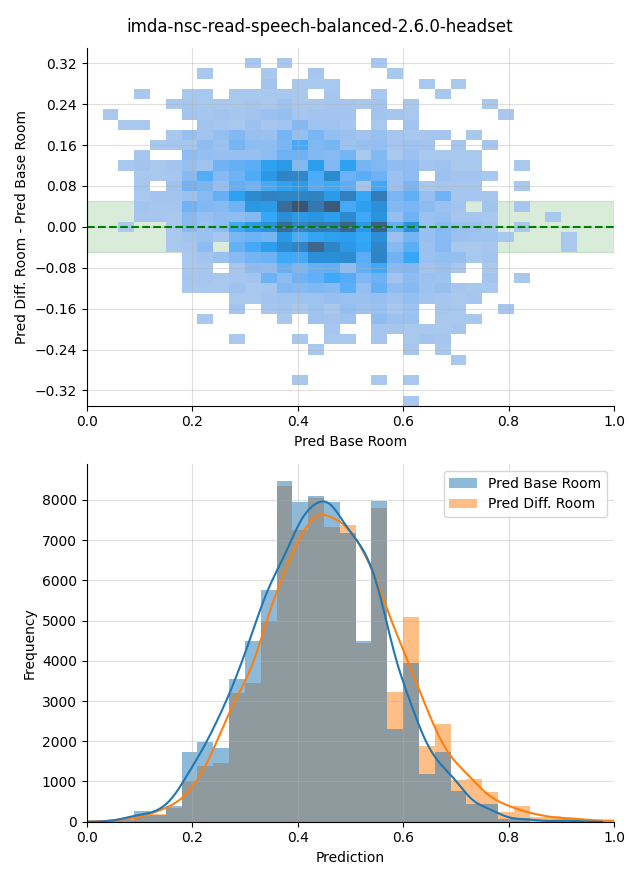 imda-nsc-read-speech-balanced-2.6.0-headset
Pred Diff. Room - Pred Base Room
0.32
0.24
0.16
0.08
0.00
−0.08
−0.16
−0.24
−0.32
0.0 0.2 0.4 0.6 0.8 1.0
Pred Base Room
Frequency
8000
7000
6000
5000
4000
3000
2000
1000
0
Pred Base Room
Pred Diff. Room
0.0 0.2 0.4 0.6 0.8 1.0
Prediction